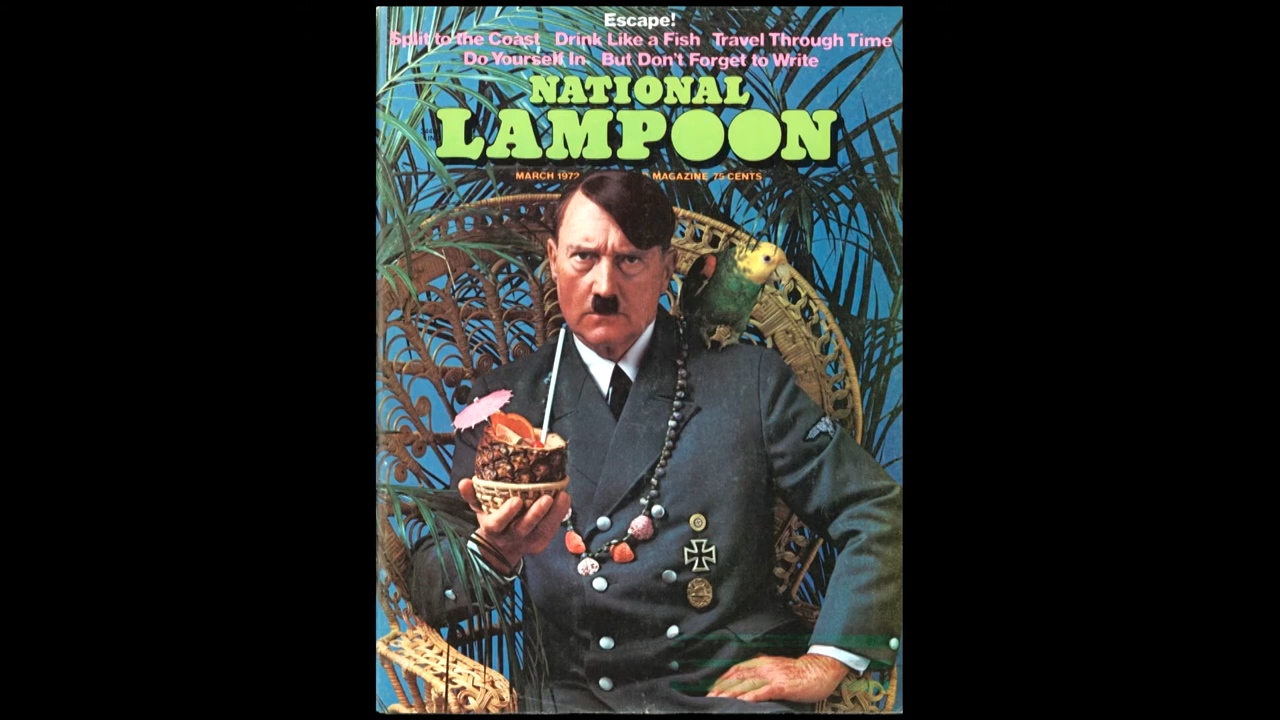 Escape!
Split to the Coast Drink Like a Fish Travel Through Time
Do Yourself In But Don't Forget to Write
NATIONAL
LAMPOON
MARCH 1972 MAGAZINE 75 CENTS